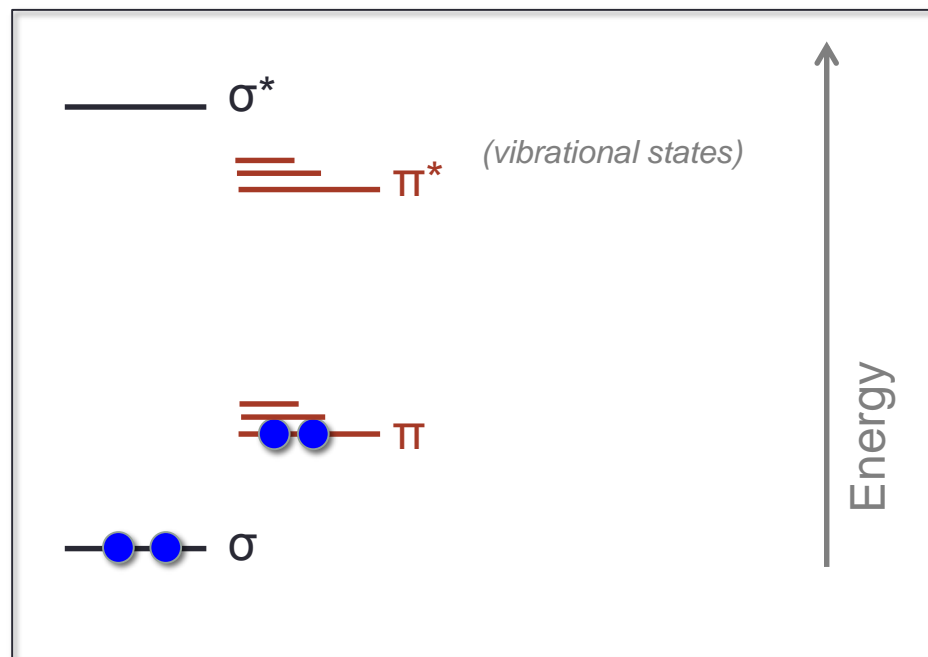 σ*
(vibrational states)
π*
Energy
π
σ